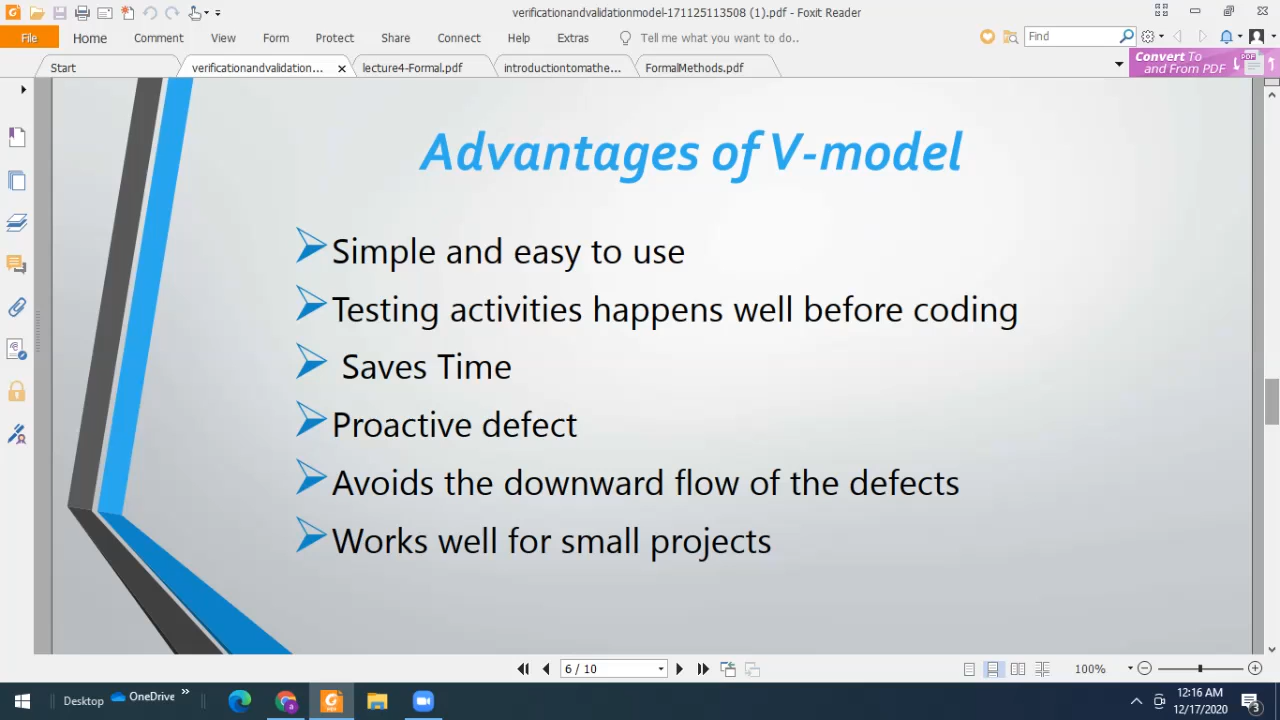 verificationandvalidationmodel-171125113508 (1).pdf - Foxit Reader
File Home Comment View Form Protect Share Connect Help Extras Tell me what you want to do.. Find
Start verificationandvalidation... lecture4-Formal.pdf introductiontomathe... FormalMethods.pdf
Convert To
and From PDF
PDF
Advantages of V-model
Simple and easy to use
Testing activities happens well before coding
Saves Time
Proactive defect
Avoids the downward flow of the defects
Works well for small projects
6 / 10 100%
Desktop OneDrive
12:16 AM
12/17/2020
3